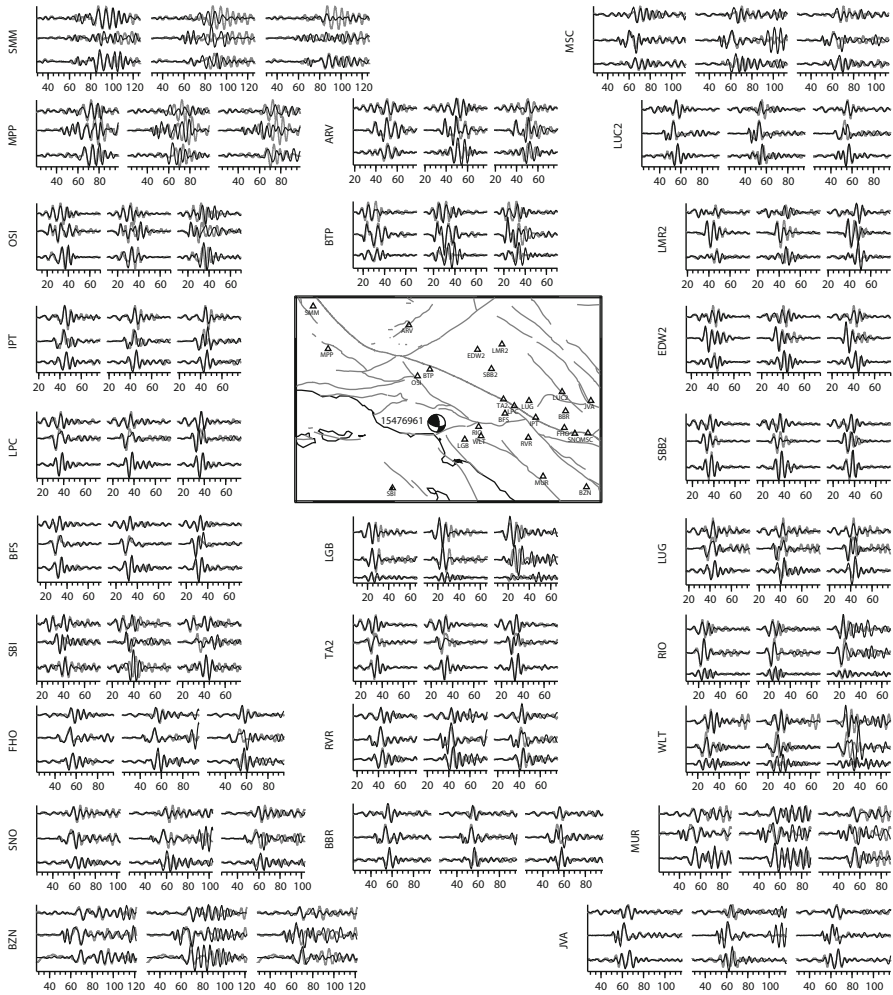 SMM
40 60 80 100 120 40 60 80 100 120 40 60 80 100 120
MSC
40 60 80 100 40 60 80 100 40 60 80 100
MPP
40 60 80 40 60 80 40 60 80
ARV
20 40 60 20 40 60 20 40 60
LUC2
40 60 80 40 60 80 40 60 80
OSI
20 40 60 20 40 60 20 40 60
BTP
20 40 60 20 40 60 20 40 60
LMR2
20 40 60 20 40 60 20 40 60
IPT
20 40 60 20 40 60 20 40 60
SMM
ARV
MPP
EDW2
LMR2
BTP
SBB2
OSI
TA2
LUG
LUC2
JVA
LPC
BFS
BBR
IPT
15476961
RIO
FHO
SNO
MSC
LGB
WLT
RVR
MUR
SBI
BZN
EDW2
20 40 60 20 40 60 20 40 60
LPC
20 40 60 20 40 60 20 40 60
SBB2
20 40 60 20 40 60 20 40 60
BFS
20 40 60 20 40 60 20 40 60
LGB
20 40 60 20 40 60 20 40 60
LUG
20 40 60 20 40 60 20 40 60
SBI
20 40 60 20 40 60 20 40 60
TA2
20 40 60 20 40 60 20 40 60
RIO
20 40 60 20 40 60 20 40 60
FHO
40 60 80 40 60 80 40 60 80
RVR
20 40 60 20 40 60 20 40 60
WLT
20 40 60 20 40 60 20 40 60
SNO
40 60 80 100 40 60 80 100 40 60 80 100
BBR
40 60 80 40 60 80 40 60 80
MUR
40 60 80 40 60 80 40 60 80
BZN
40 60 80 100 120 40 60 80 100 120 40 60 80 100 120
JVA
40 60 80 100 40 60 80 100 40 60 80 100